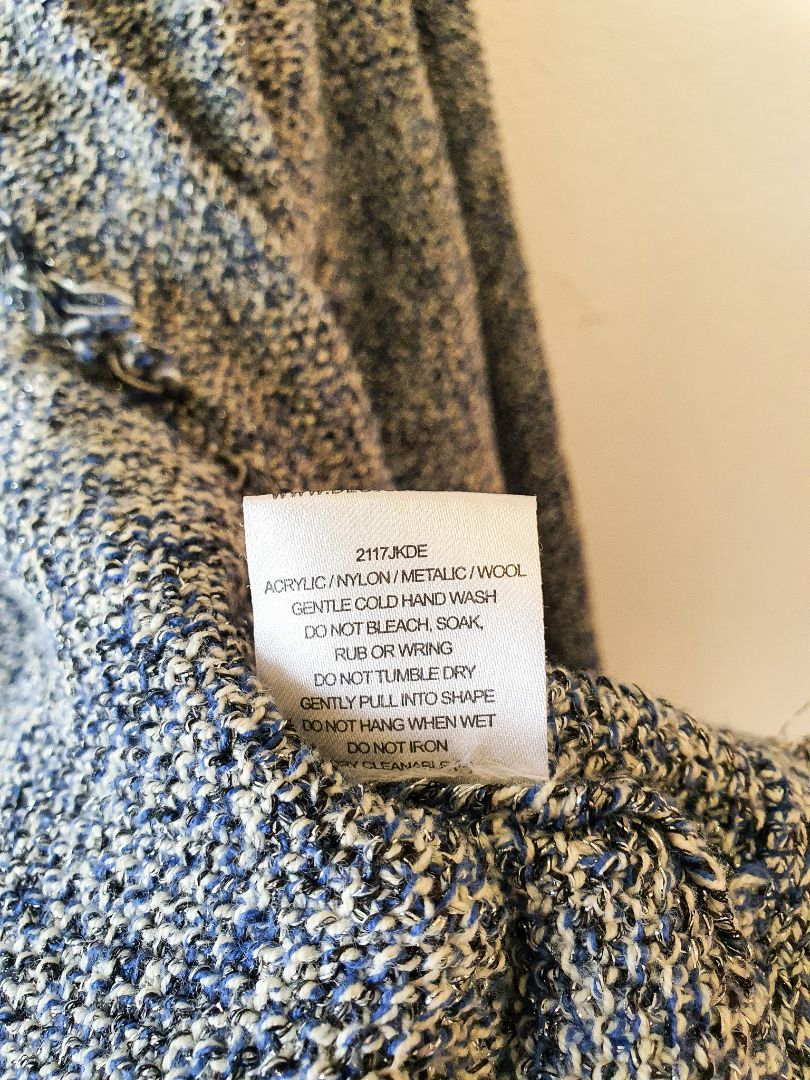 2117JKDE
ACRYLIC / NYLON / METALIC / WOOL
GENTLE COLD HAND WASH
DO NOT BLEACH, SOAK,
RUB OR WRING
DO NOT TUMBLE DRY
GENTLY PULL INTO SHAPE
DO NOT HANG WHEN WET
DO NOT IRON
CLEANABLE